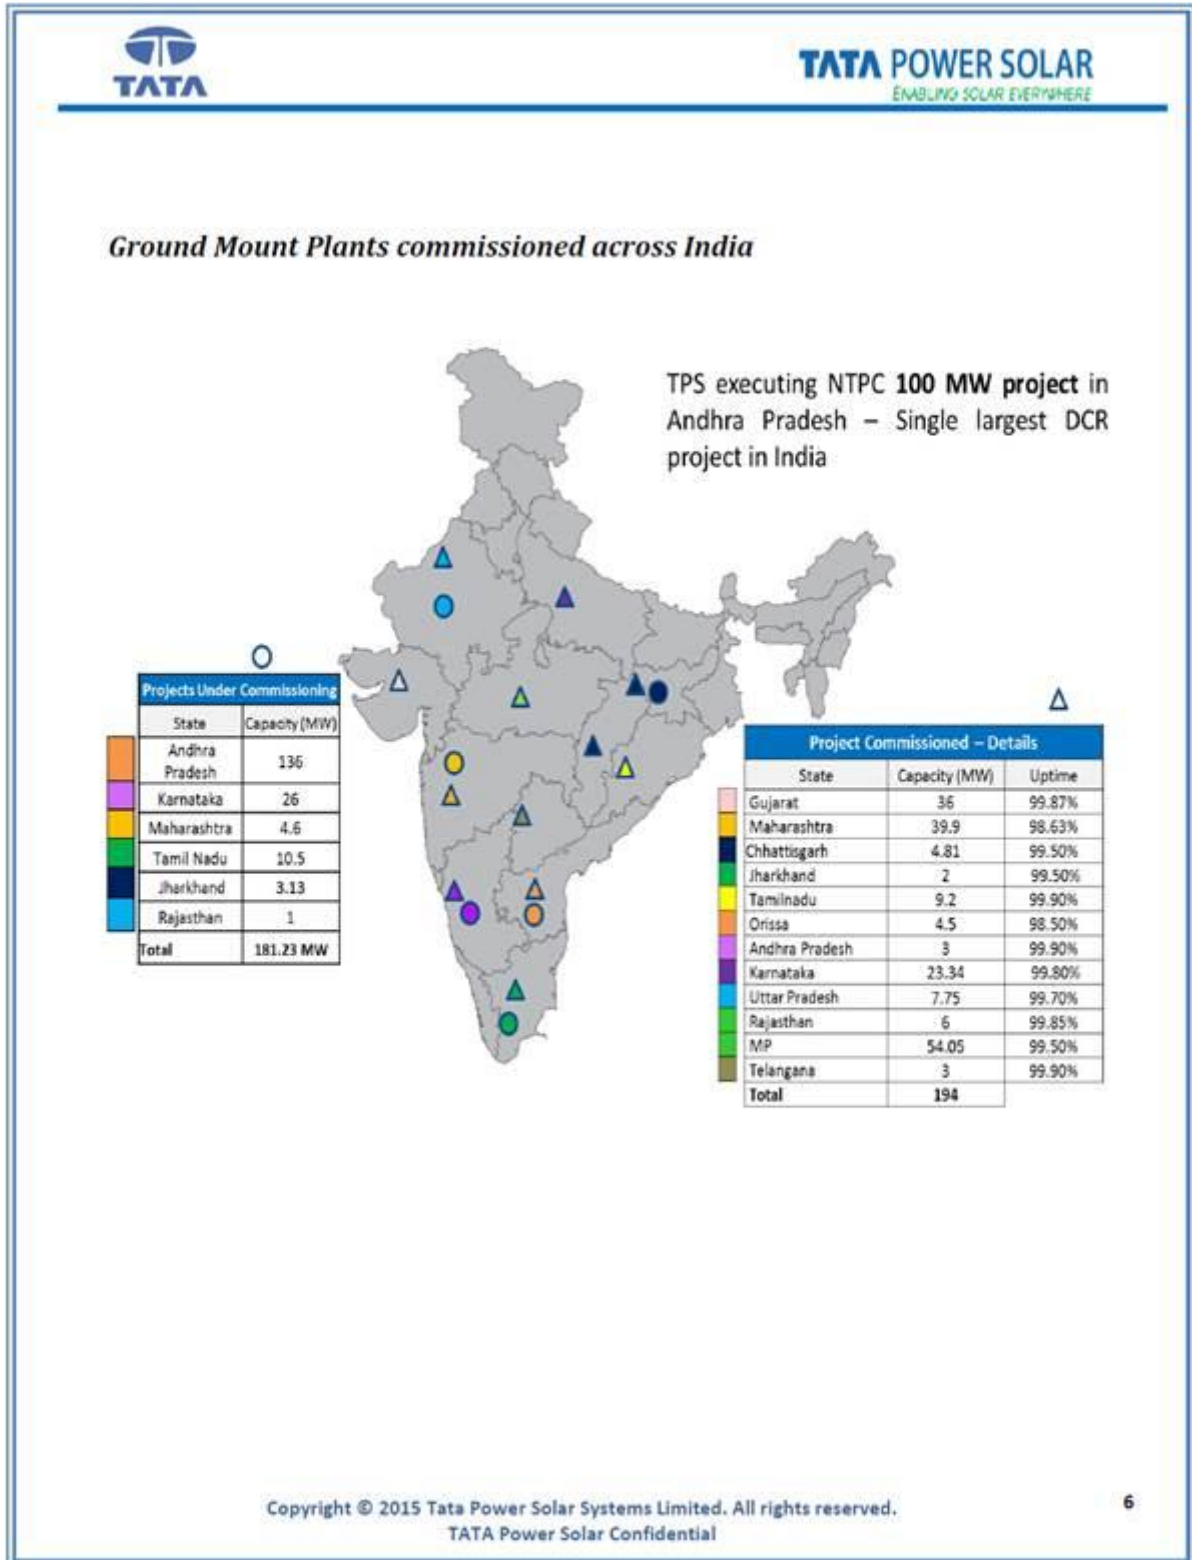 TATA
TATA POWER SOLAR
ENABLING SOLAR EVERYWHERE
Ground Mount Plants commissioned across India
TPS executing NTPC 100 MW project in
Andhra Pradesh – Single largest DCR
project in India
Projects Under Commissioning
State Capacity (MW)
Andhra
Pradesh 136
Karnataka 26
Maharashtra 4.6
Tamil Nadu 10.5
Jharkhand 3.13
Rajasthan 1
Total 181.23 MW
Project Commissioned – Details
State Capacity (MW) Uptime
Gujarat 36 99.87%
Maharashtra 39.9 98.63%
Chhattisgarh 4.81 99.50%
Jharkhand 2 99.50%
Tamilnadu 9.2 99.90%
Orissa 4.5 98.50%
Andhra Pradesh 3 99.90%
Karnataka 23.34 99.80%
Uttar Pradesh 7.75 99.70%
Rajasthan 6 99.85%
MP 54.05 99.50%
Telangana 3 99.90%
Total 194
Copyright © 2015 Tata Power Solar Systems Limited. All rights reserved.
TATA Power Solar Confidential
6